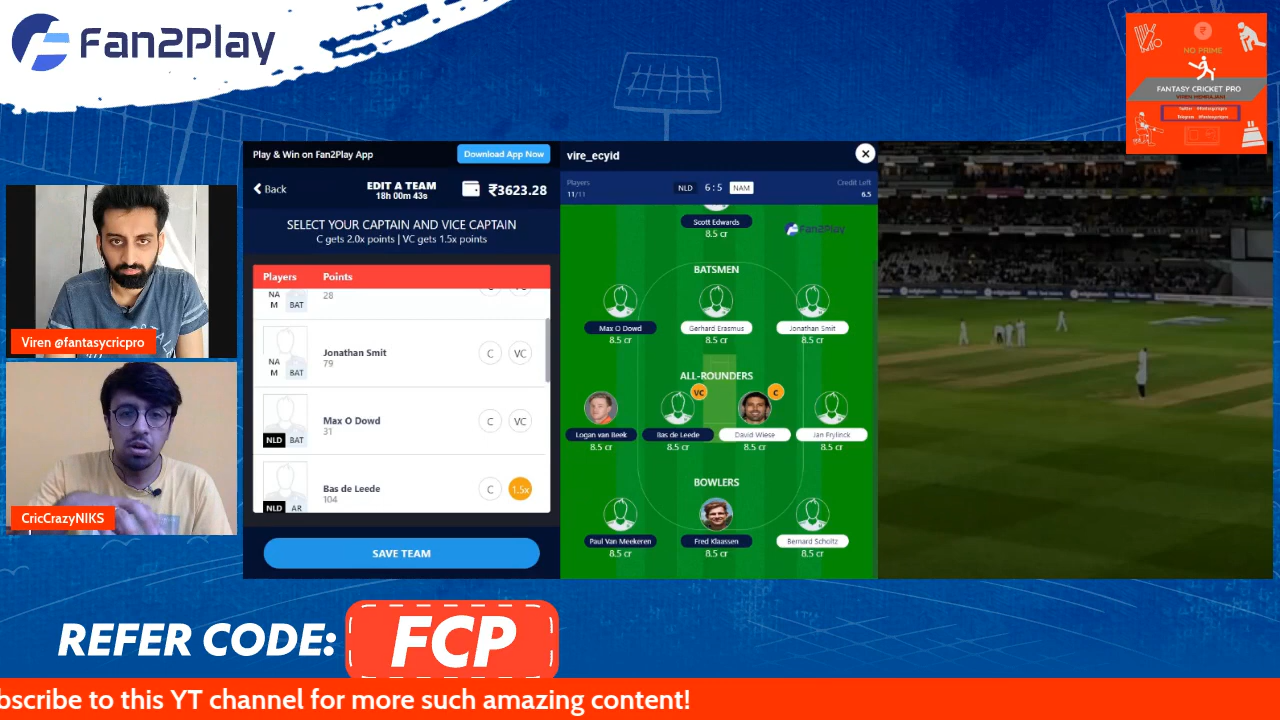 Fan2Play
NO PRIME
FANTASY CRICKET PRO
Play & Win on Fan2Play App
Download App Now
Back
EDIT A TEAM
18h 00m 43s
₹3623.28
SELECT YOUR CAPTAIN AND VICE CAPTAIN
C gets 2.0x points | VC gets 1.5x points
Players Points
NA
M
BAT
28
Jonathan Smit
79
NA
M
BAT
C VC
Max O Dowd
31
NLD BAT
C VC
Bas de Leede
104
NLD AR
C 1.5x
SAVE TEAM
vire_ecyid
Players
11/11
NLD 6 : 5 NAM
Credit Left
6.5
Scott Edwards
8.5 cr
Fan2Play
BATSMEN
Max O Dowd Gerhard Erasmus Jonathan Smit
8.5 cr 8.5 cr 8.5 cr
ALL-ROUNDERS
VC C
Logan van Beek Bas de Leede David Wiese Jan Frylinck
8.5 cr 8.5 cr 8.5 cr 8.5 cr
BOWLERS
Paul Van Meekeren Fred Klaassen Bernard Scholtz
8.5 cr 8.5 cr 8.5 cr
Viren @fantasycricpro
CricCrazyNIKS
REFER CODE: FCP
bscribe to this YT channel for more such amazing content!